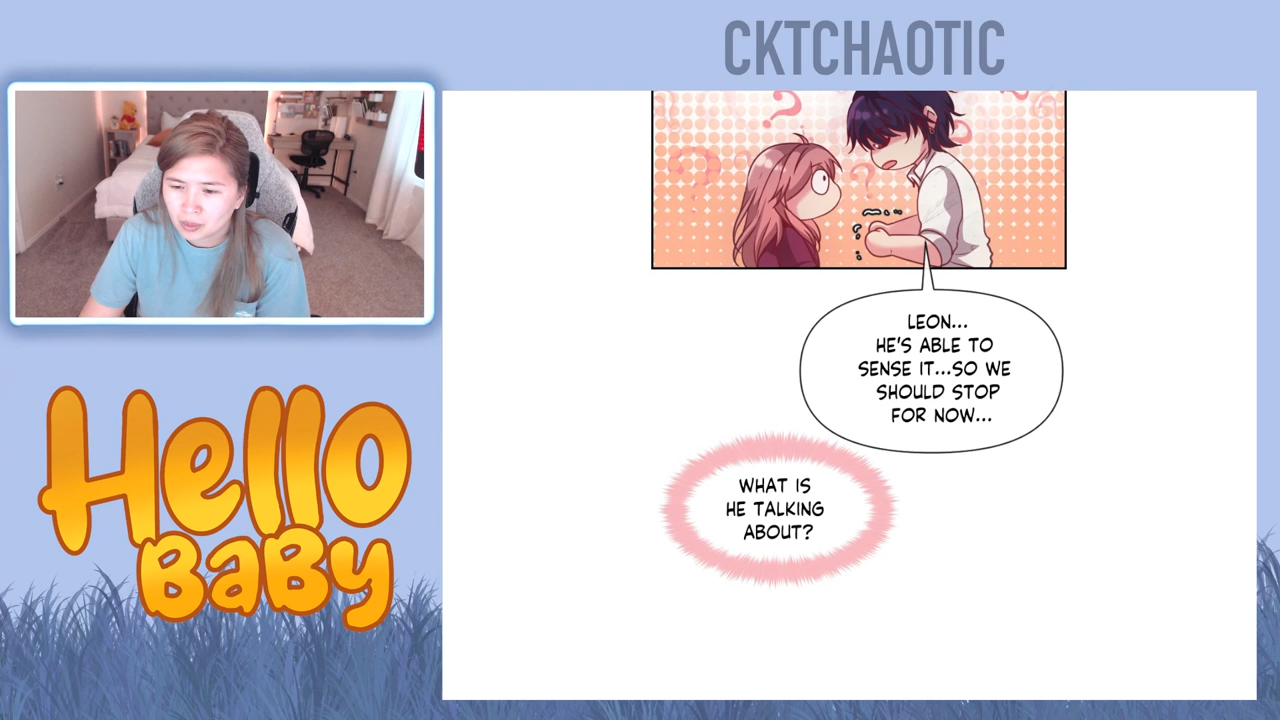 CKTCHAOTIC
LEON...
HE'S ABLE TO
SENSE IT...SO WE
SHOULD STOP
FOR NOW...
WHAT IS
HE TALKING
ABOUT?
Hello
BaBy